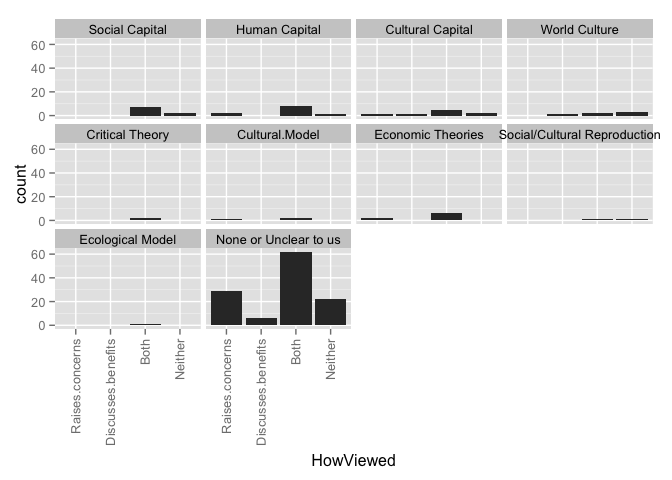 Social Capital
Human Capital
Cultural Capital
World Culture
60
40
20
0
Critical Theory
Cultural.Model
Economic Theories
Social/Cultural Reproduction
60
40
20
0
Ecological Model
None or Unclear to us
60
40
20
0
count
Raises.concerns
Discusses.benefits
Both
Neither
Raises.concerns
Discusses.benefits
Both
Neither
HowViewed